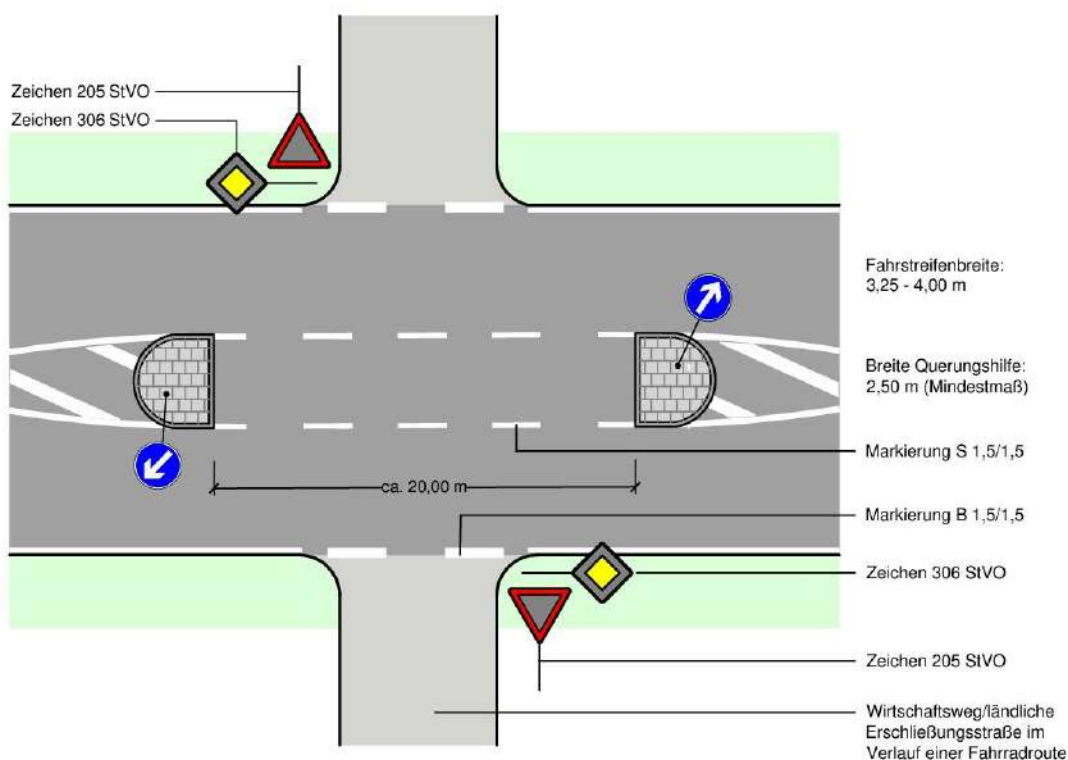 Zeichen 205 StVO
Zeichen 306 StVO
Fahrstreifenbreite:
3,25 - 4,00 m
Breite Querungshilfe:
2,50 m (Mindestmaß)
Markierung S 1,5/1,5
ca. 20,00 m
Markierung B 1,5/1,5
Zeichen 306 StVO
Zeichen 205 StVO
Wirtschaftsweg/ländliche
Erschließungsstraße im
Verlauf einer Fahrradroute